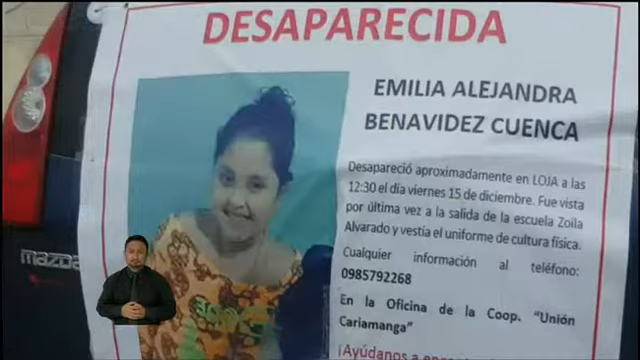 DESAPARECIDA
EMILIA ALEJANDRA
BENAVIDEZ CUENCA
Desapareció aproximadamente en LOJA a las
12:30 el día viernes 15 de diciembre. Fue vista
por última vez a la salida de la escuela Zoila
Alvarado y vestía el uniforme de cultura física.
Cualquier información al teléfono:
0985792268
En la Oficina de la Coop. “Unión
Cariamanga”
¡Ayúdanos a
mazda